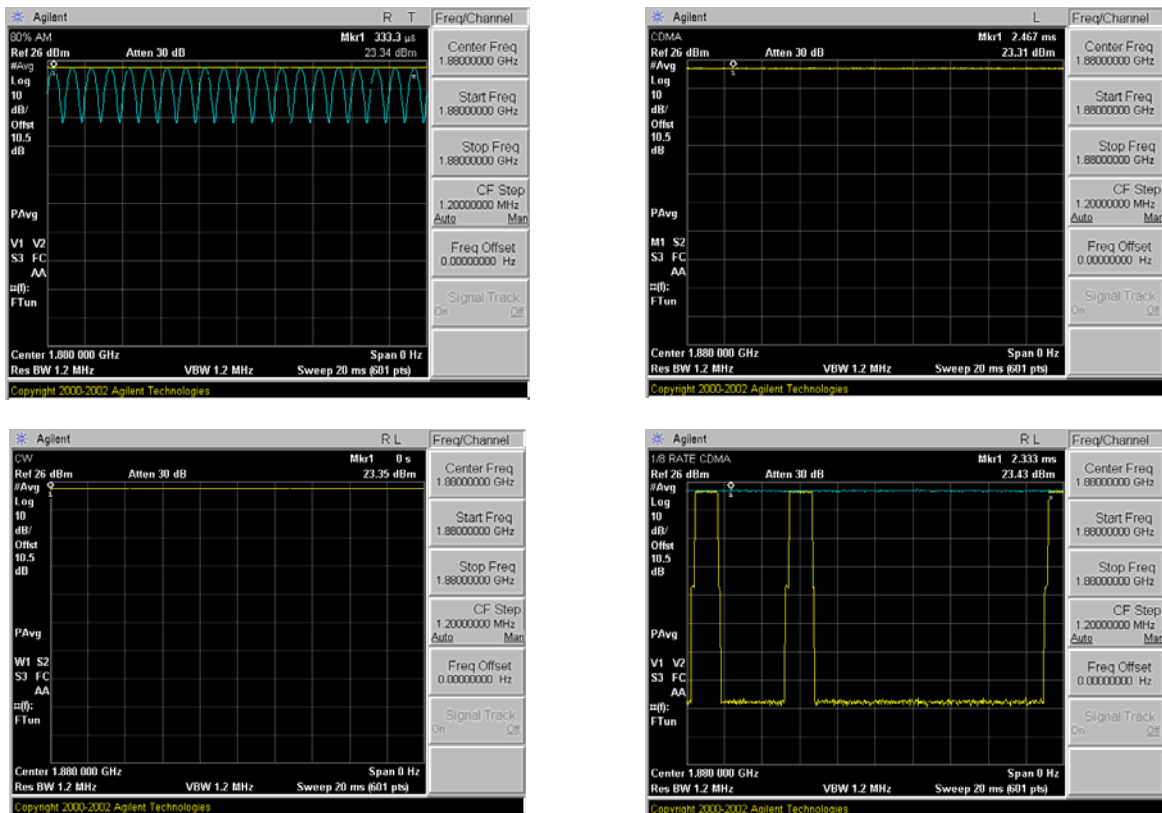 Agilent R T Freq/Channel
80% AM Mkr1 333.3 µs
Ref 26 dBm Atten 30 dB 23.34 dBm
#Avg
Log
10
dB/
Offst
10.5
dB
PAvg
V1 V2
S3 FC
AA
¤(f):
FTun
Center 1.880 000 GHz Span 0 Hz
Res BW 1.2 MHz VBW 1.2 MHz Sweep 20 ms (601 pts)
Copyright 2000-2002 Agilent Technologies
Center Freq
1.88000000 GHz
Start Freq
1.88000000 GHz
Stop Freq
1.88000000 GHz
CF Step
1.20000000 MHz
Auto Man
Freq Offset
0.00000000 Hz
Signal Track
On Off
Agilent L Freq/Channel
CDMA Mkr1 2.467 ms
Ref 26 dBm Atten 30 dB 23.31 dBm
#Avg
Log
10
dB/
Offst
10.5
dB
PAvg
M1 S2
S3 FC
AA
¤(f):
FTun
Center 1.880 000 GHz Span 0 Hz
Res BW 1.2 MHz VBW 1.2 MHz Sweep 20 ms (601 pts)
Copyright 2000-2002 Agilent Technologies
Center Freq
1.88000000 GHz
Start Freq
1.88000000 GHz
Stop Freq
1.88000000 GHz
CF Step
1.20000000 MHz
Auto Man
Freq Offset
0.00000000 Hz
Signal Track
On Off
Agilent R L Freq/Channel
CW Mkr1 0 s
Ref 26 dBm Atten 30 dB 23.35 dBm
#Avg
1
Log
10
dB/
Offst
10.5
dB
PAvg
W1 S2
S3 FC
AA
¤(f):
FTun
Center 1.880 000 GHz Span 0 Hz
Res BW 1.2 MHz VBW 1.2 MHz Sweep 20 ms (601 pts)
Copyright 2000-2002 Agilent Technologies
Center Freq
1.88000000 GHz
Start Freq
1.88000000 GHz
Stop Freq
1.88000000 GHz
CF Step
1.20000000 MHz
Auto Man
Freq Offset
0.00000000 Hz
Signal Track
On Off
Agilent R L Freq/Channel
1/8 RATE CDMA Mkr1 2.333 ms
Ref 26 dBm Atten 30 dB 23.43 dBm
#Avg
1
Log
10
dB/
Offst
10.5
dB
PAvg
V1 V2
S3 FC
AA
¤(f):
FTun
Center 1.880 000 GHz Span 0 Hz
Res BW 1.2 MHz VBW 1.2 MHz Sweep 20 ms (601 pts)
Copyright 2000-2002 Agilent Technologies
Center Freq
1.88000000 GHz
Start Freq
1.88000000 GHz
Stop Freq
1.88000000 GHz
CF Step
1.20000000 MHz
Auto Man
Freq Offset
0.00000000 Hz
Signal Track
On Off